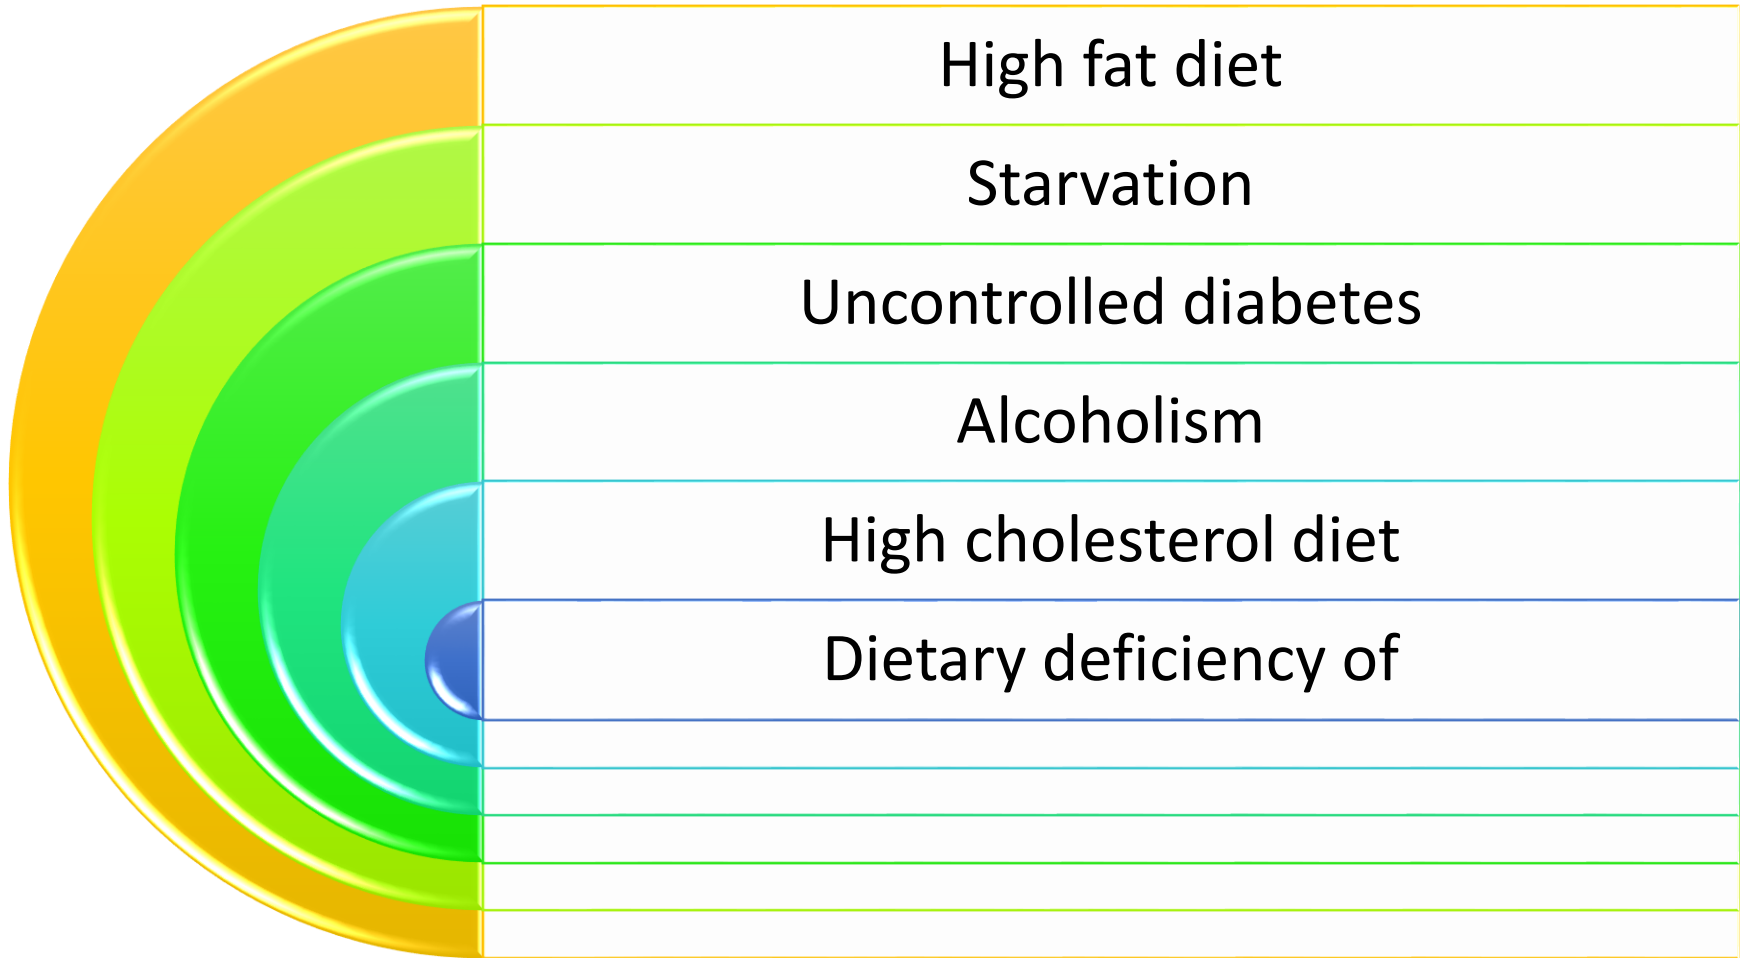 High fat diet
Starvation
Uncontrolled diabetes
Alcoholism
High cholesterol diet
Dietary deficiency of